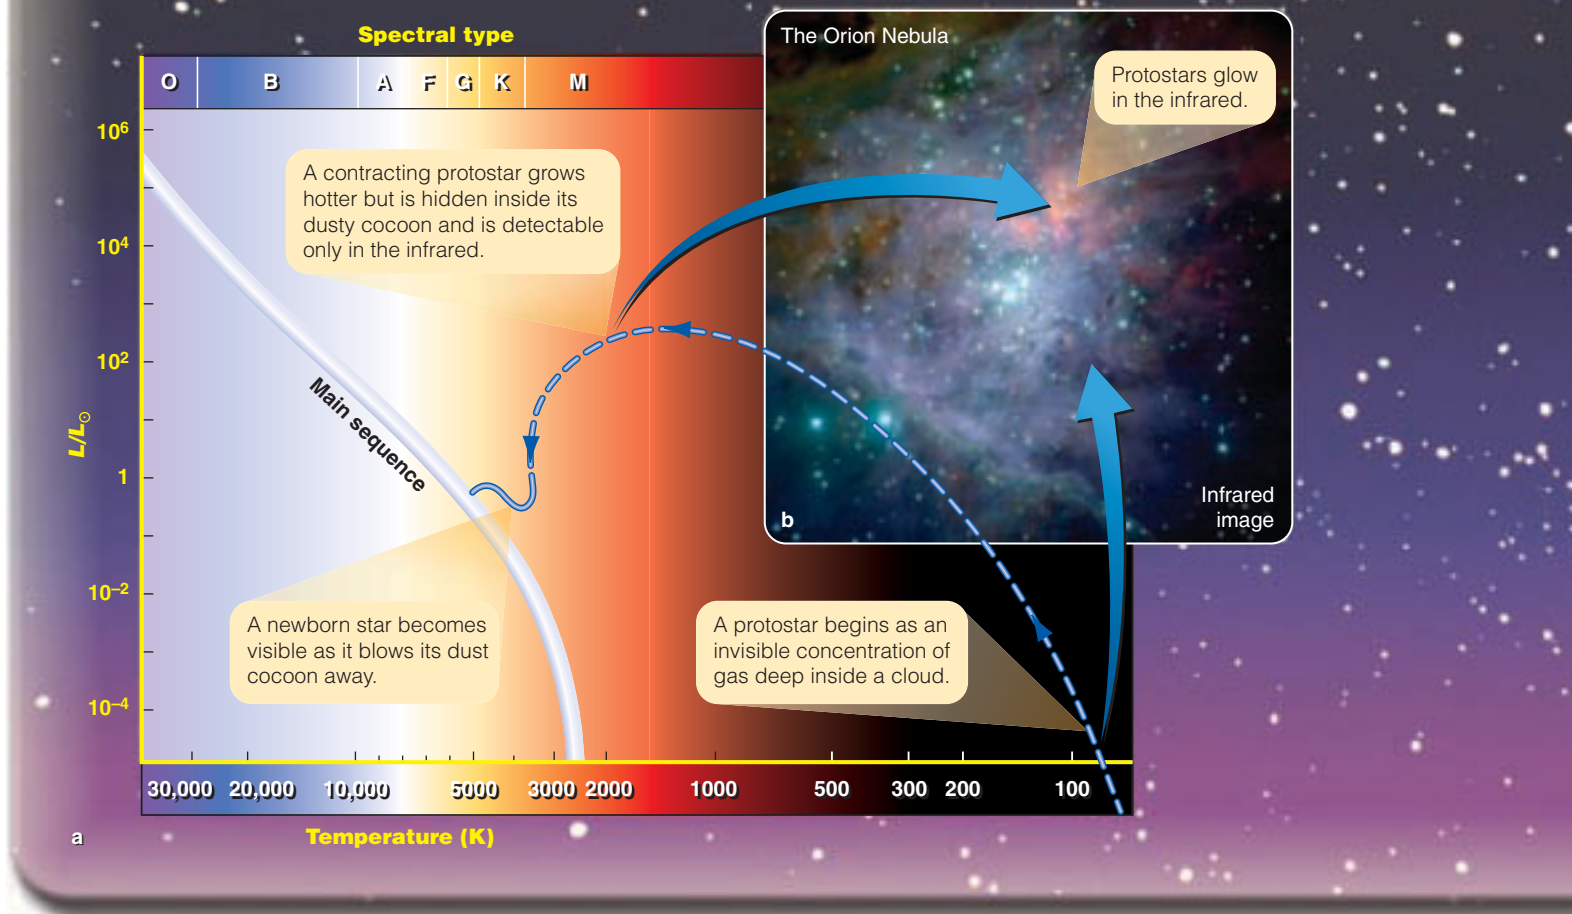 Spectral type
O B A F G K M
10⁶
10⁴
10²
1
10⁻²
10⁻⁴
L/L☉
A contracting protostar grows
hotter but is hidden inside its
dusty cocoon and is detectable
only in the infrared.
Main sequence
A newborn star becomes
visible as it blows its dust
cocoon away.
A protostar begins as an
invisible concentration of
gas deep inside a cloud.
30,000 20,000 10,000 5000 3000 2000 1000 500 300 200 100
Temperature (K)
a
The Orion Nebula
Protostars glow
in the infrared.
Infrared
image
b